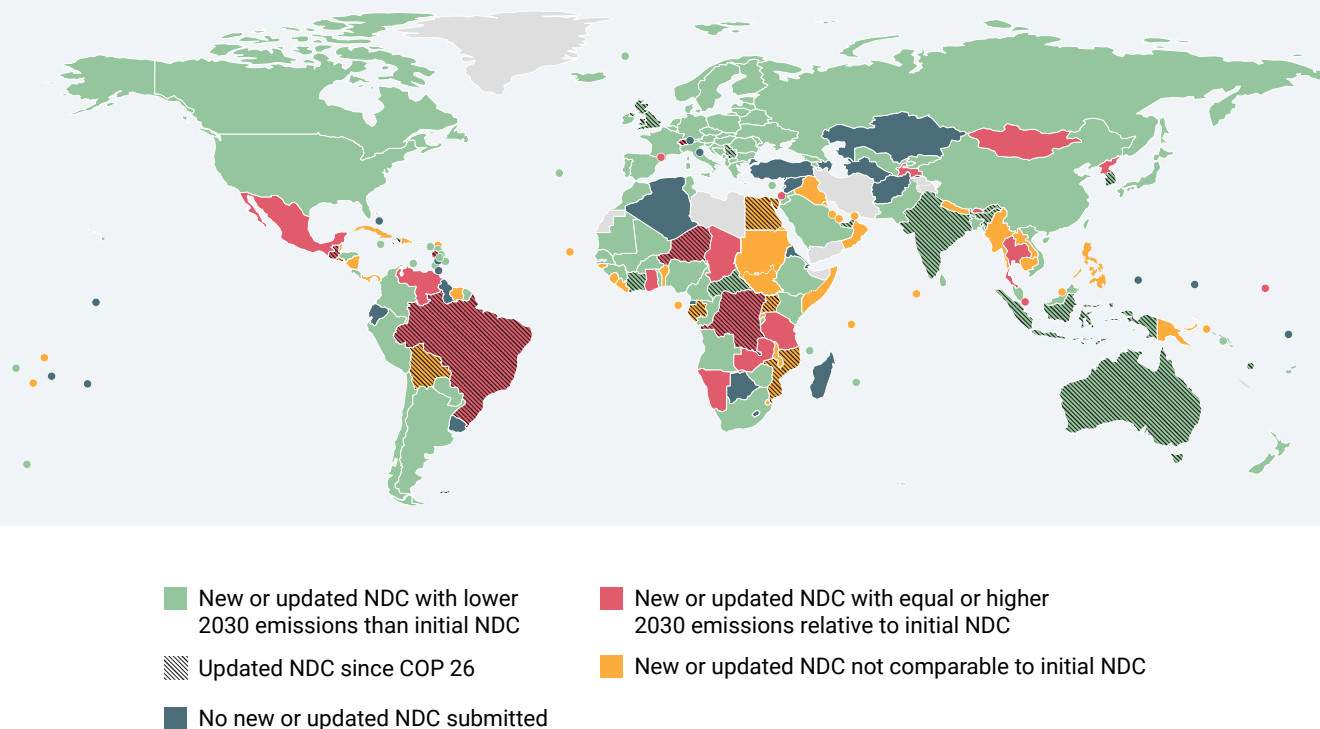 New or updated NDC with lower
2030 emissions than initial NDC
Updated NDC since COP 26
No new or updated NDC submitted
New or updated NDC with equal or higher
2030 emissions relative to initial NDC
New or updated NDC not comparable to initial NDC